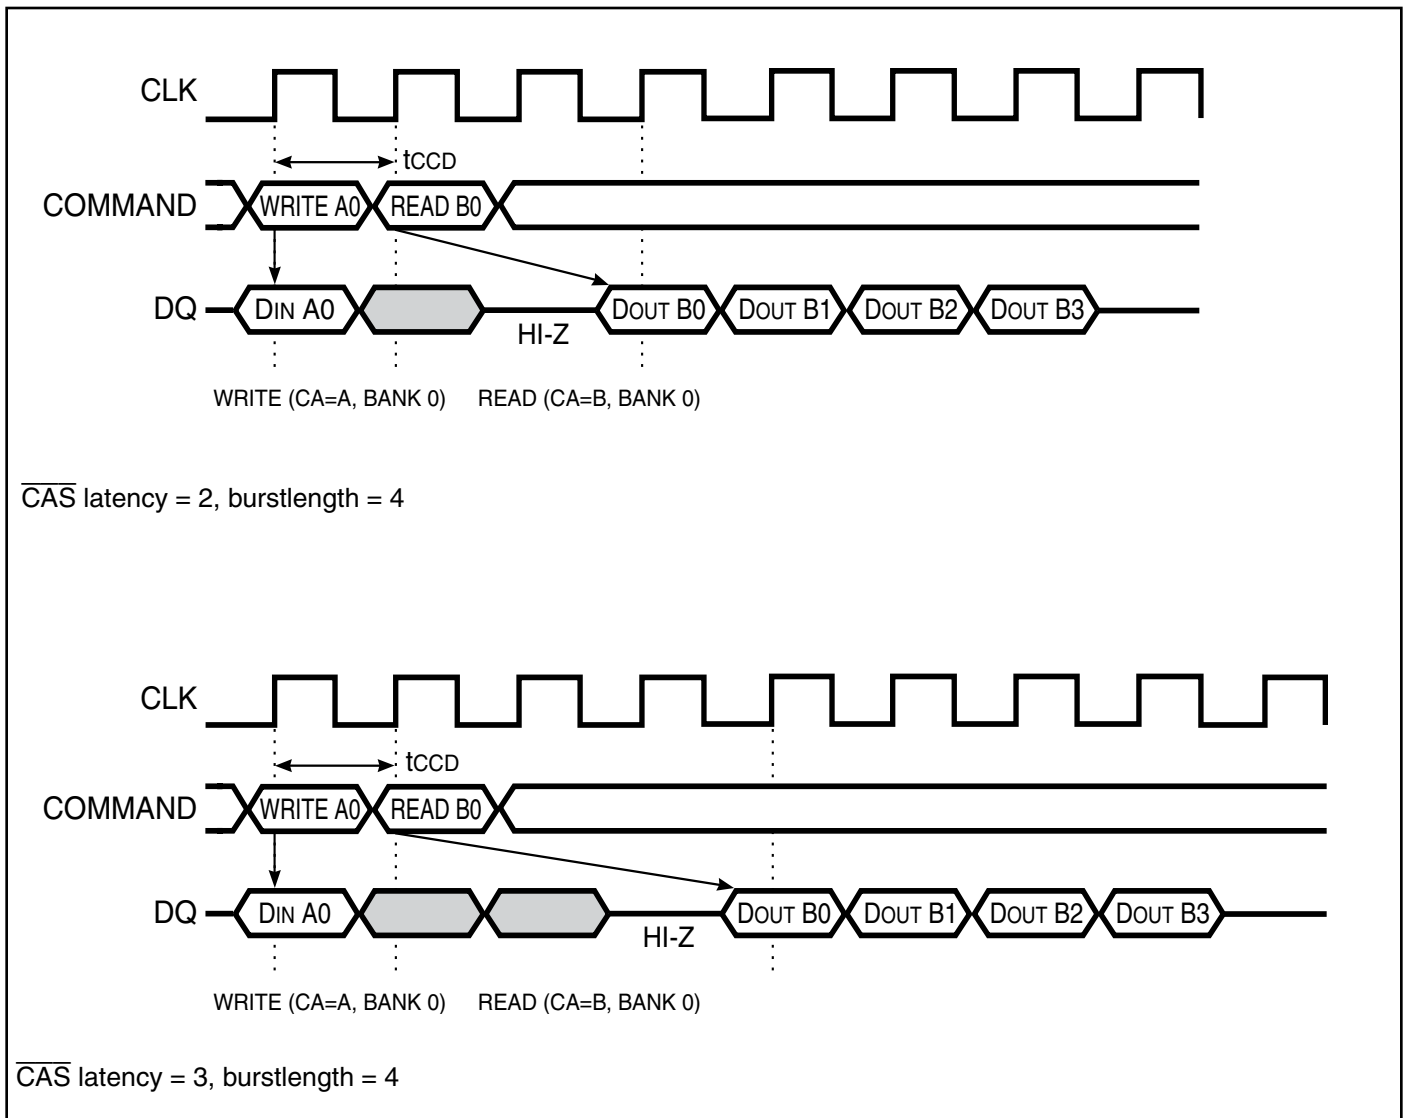 CLK
tCCD
COMMAND WRITE A0 READ B0
DQ DIN A0 DOUT B0 DOUT B1 DOUT B2 DOUT B3
HI-Z
WRITE (CA=A, BANK 0) READ (CA=B, BANK 0)
CAS latency = 2, burstlength = 4
CLK
tCCD
COMMAND WRITE A0 READ B0
DQ DIN A0 DOUT B0 DOUT B1 DOUT B2 DOUT B3
HI-Z
WRITE (CA=A, BANK 0) READ (CA=B, BANK 0)
CAS latency = 3, burstlength = 4